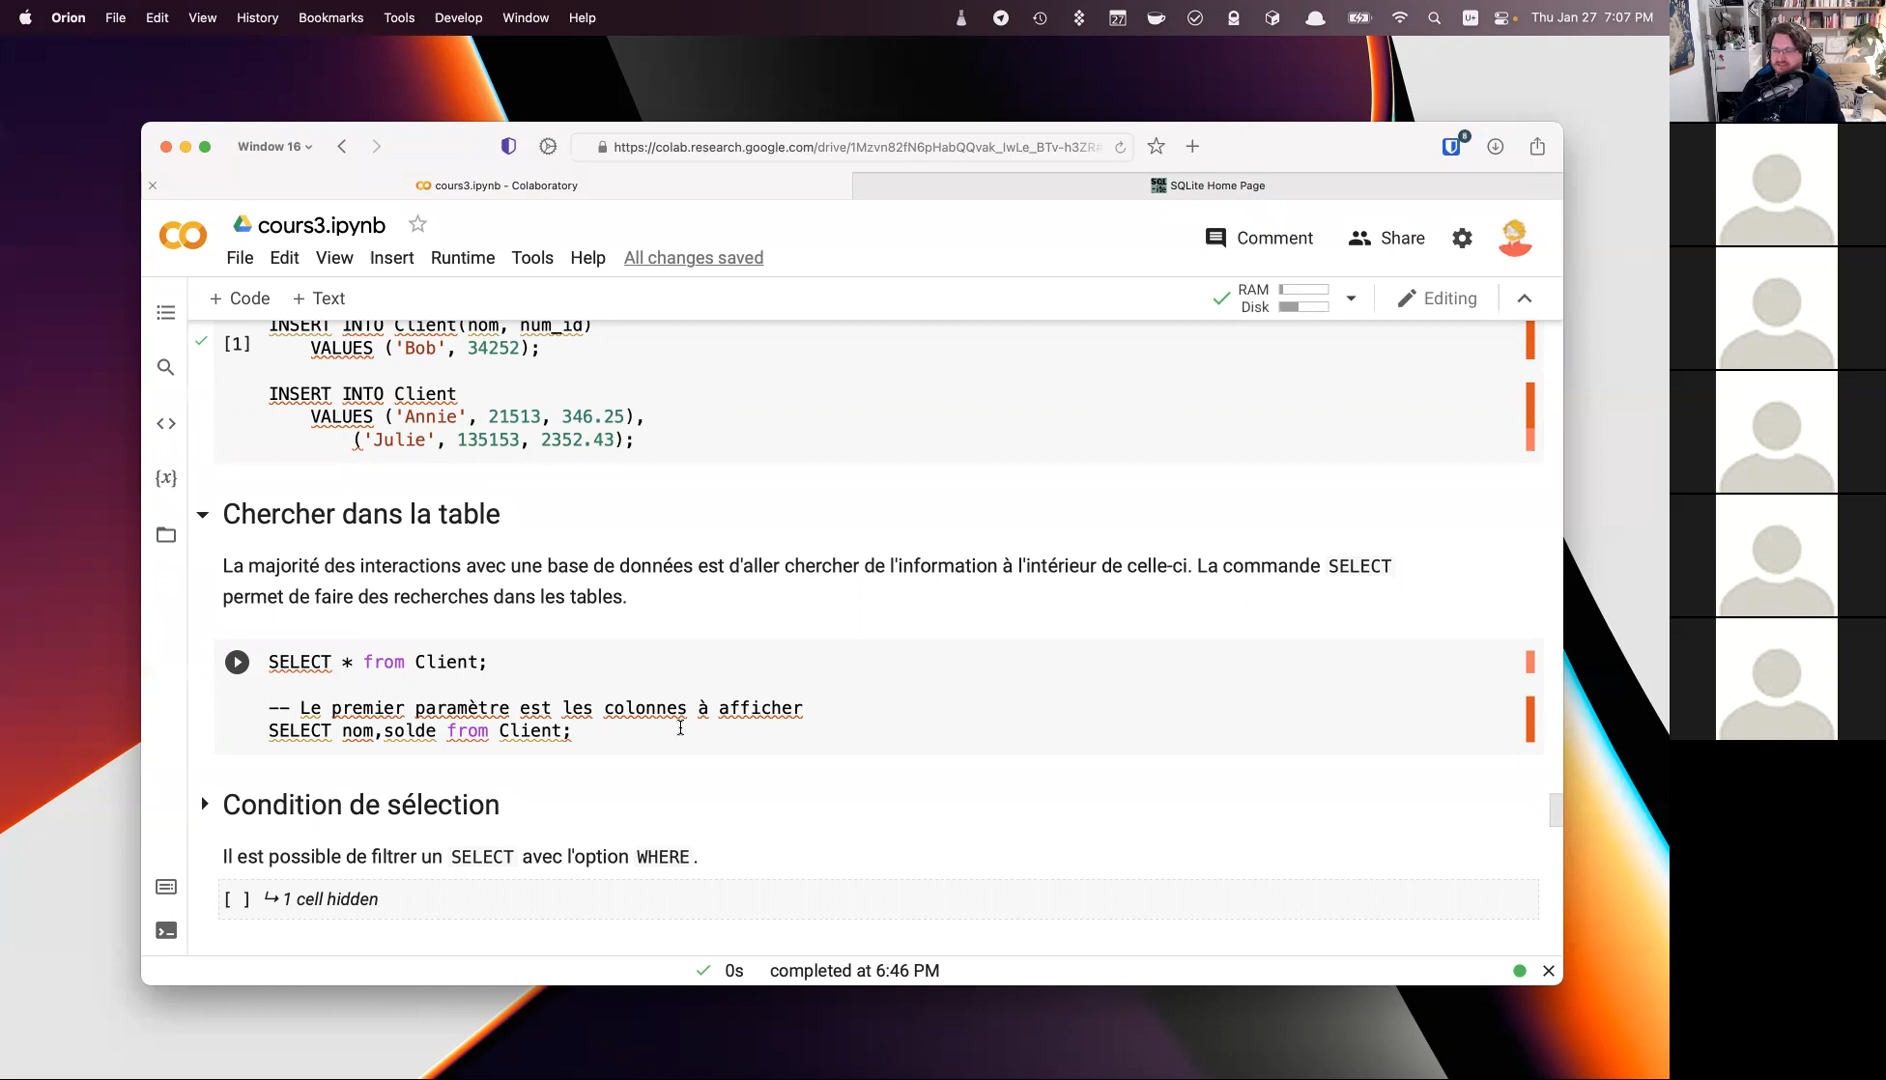 Orion File Edit View History Bookmarks Tools Develop Window Help 27 U+ Thu Jan 27 7:07 PM
Window 16 https://colab.research.google.com/drive/1Mzvn82fN6pHabQQvak_IwLe_BTv-h3ZR# 8
cours3.ipynb - Colaboratory SQLite Home Page
cours3.ipynb
Comment Share
File Edit View Insert Runtime Tools Help All changes saved
+ Code + Text RAM Disk Editing
INSERT INTO Client(nom, num_id)
[1] VALUES ('Bob', 34252);
INSERT INTO Client
VALUES ('Annie', 21513, 346.25),
('Julie', 135153, 2352.43);
Chercher dans la table
La majorité des interactions avec une base de données est d'aller chercher de l'information à l'intérieur de celle-ci. La commande SELECT
permet de faire des recherches dans les tables.
SELECT * from Client;
-- Le premier paramètre est les colonnes à afficher
SELECT nom,solde from Client;
Condition de sélection
Il est possible de filtrer un SELECT avec l'option WHERE.
[ ] ↳ 1 cell hidden
0s completed at 6:46 PM